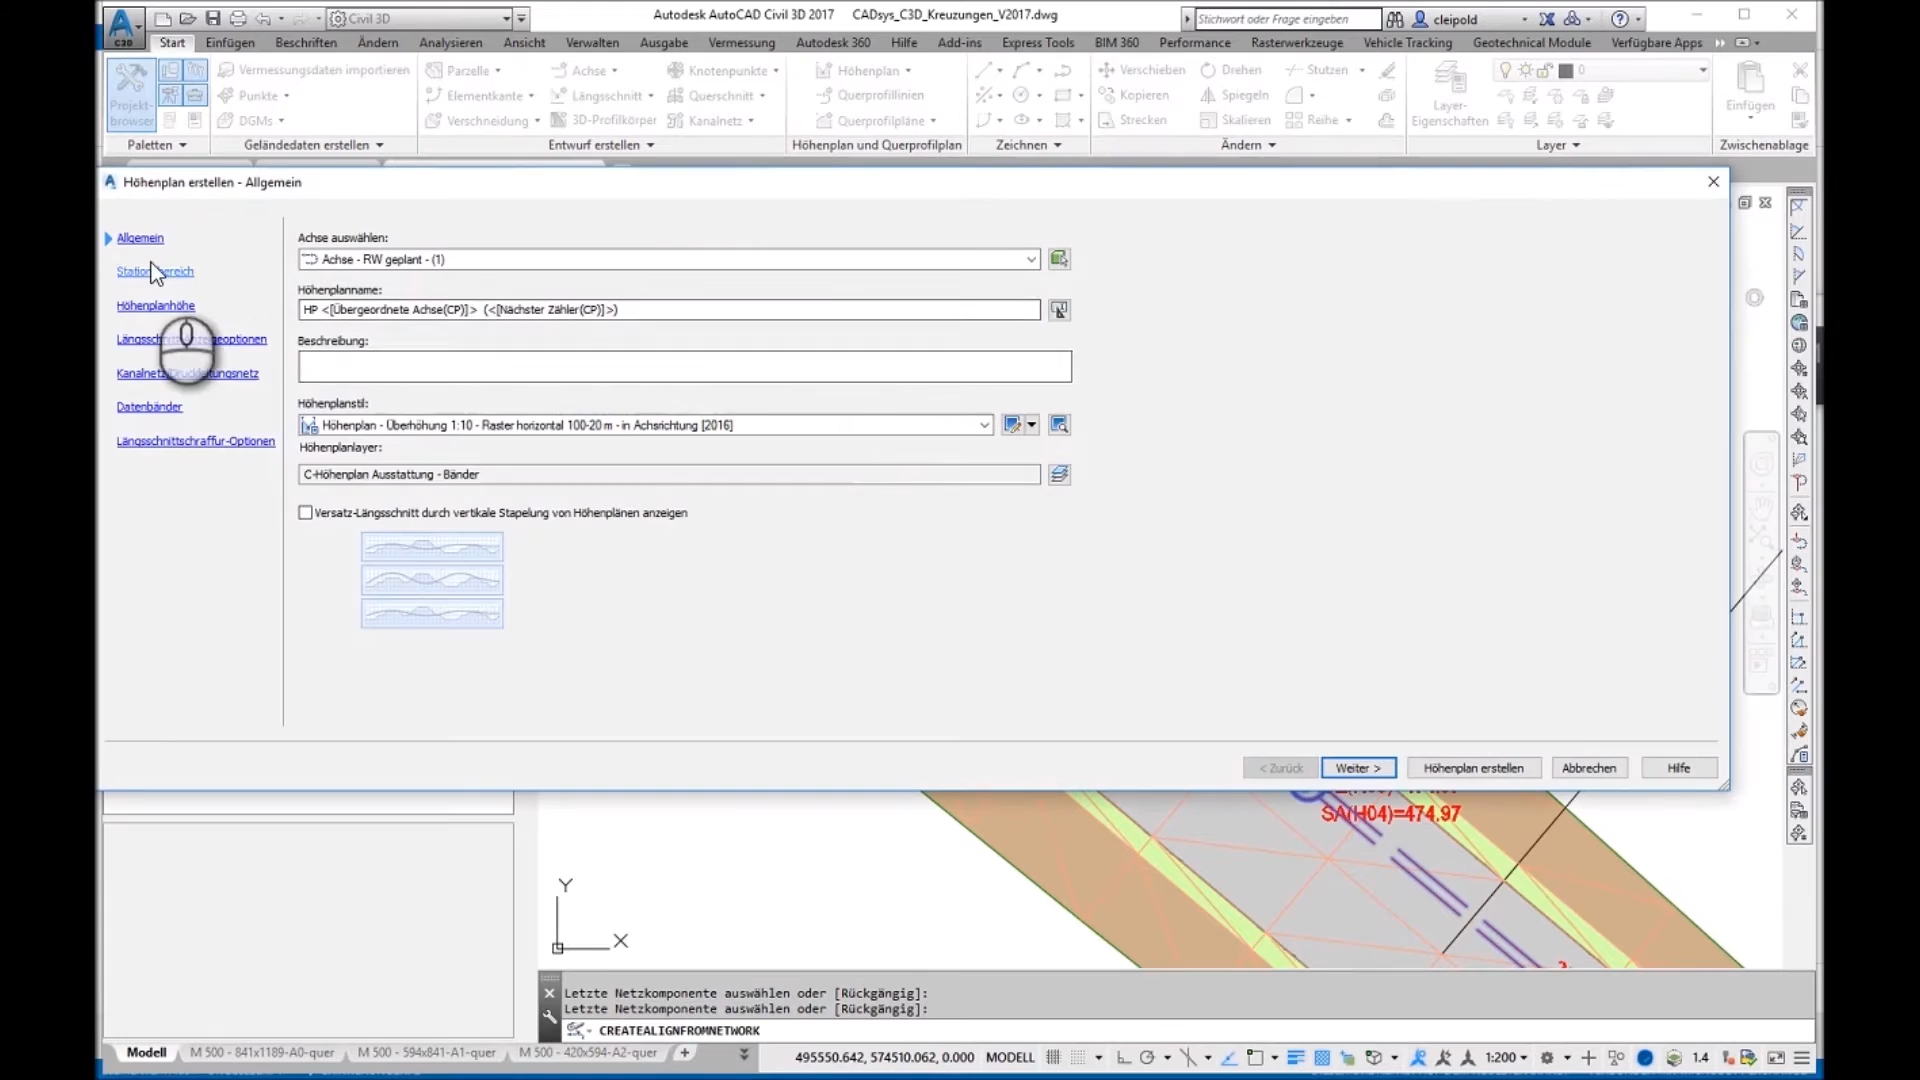 Civil 3D
Autodesk AutoCAD Civil 3D 2017 CADsys_C3D_Kreuzungen_V2017.dwg
Stichwort oder Frage eingeben
cleipold
C3D
Start Einfügen Beschriften Ändern Analysieren Ansicht Verwalten Ausgabe Vermessung Autodesk 360 Hilfe Add-ins Express Tools BIM 360 Performance Rasterwerkzeuge Vehicle Tracking Geotechnical Module Verfügbare Apps
Vermessungsdaten importieren Parzelle Achse Knotenpunkte Höhenplan Verschieben Drehen Stutzen 0
Projekt-
browser
Punkte Elementkante Längsschnitt Querschnitt Querprofillinien Kopieren Spiegeln
Layer-
Eigenschaften
Einfügen
DGMs Verschneidung 3D-Profilkörper Kanalnetz Querprofilpläne Strecken Skalieren Reihe
Paletten Geländedaten erstellen Entwurf erstellen Höhenplan und Querprofilplan Zeichnen Ändern Layer Zwischenablage
Höhenplan erstellen - Allgemein
Allgemein
Höhenplanhöhe
Datenbänder
Längsschnittschraffur-Optionen
Achse auswählen:
Achse - RW geplant - (1)
Höhenplanname:
HP <[Übergeordnete Achse(CP)]> (<[Nächster Zähler(CP)]>)
Beschreibung:
Höhenplanstil:
Höhenplan - Überhöhung 1:10 - Raster horizontal 100-20 m - in Achsrichtung [2016]
Höhenplanlayer:
C-Höhenplan Ausstattung - Bänder
Versatz-Längsschnitt durch vertikale Stapelung von Höhenplänen anzeigen
< Zurück Weiter > Höhenplan erstellen Abbrechen Hilfe
SA(H04)=474.97
Y
X
Letzte Netzkomponente auswählen oder [Rückgängig]:
Letzte Netzkomponente auswählen oder [Rückgängig]:
CREATEALIGNFROMNETWORK
Modell M 500 - 841x1189-A0-quer M 500 - 594x841-A1-quer M 500 - 420x594-A2-quer +
495550.642, 574510.062, 0.000 MODELL 1:200 1.4